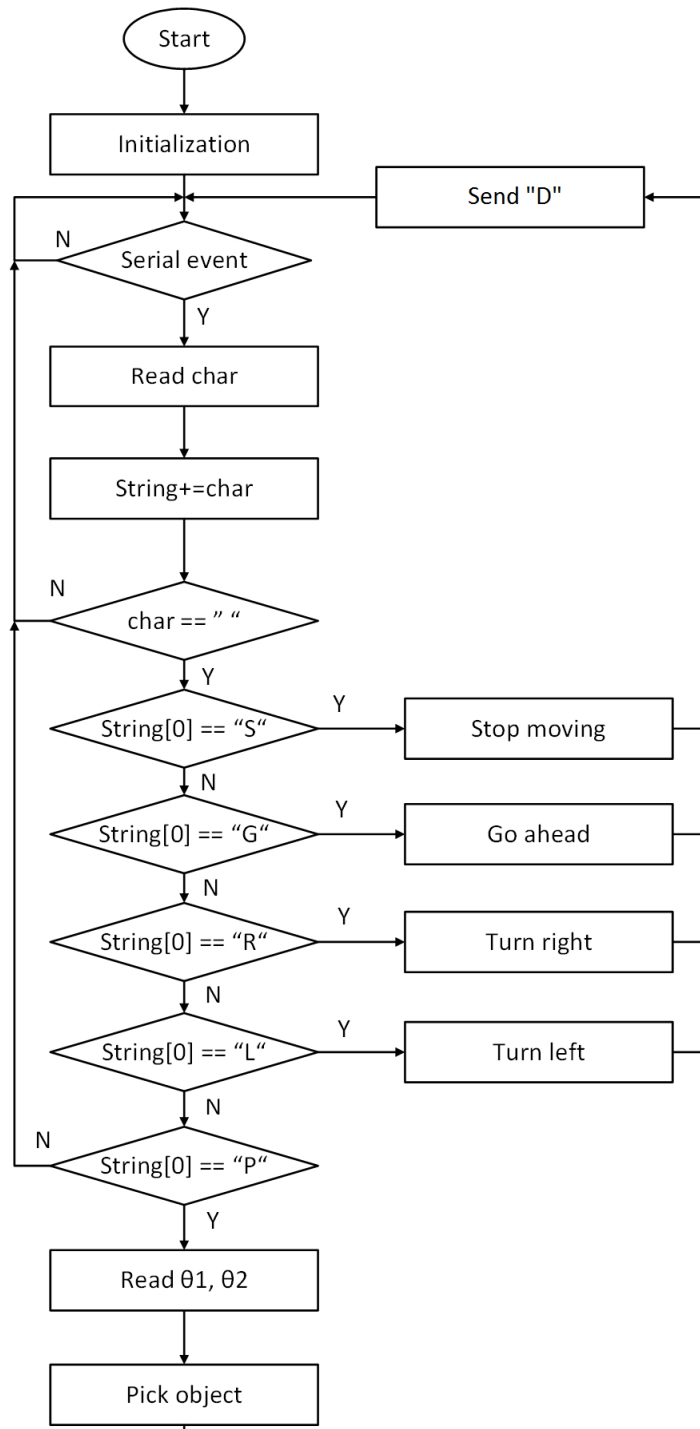 Start
Initialization
Send "D"
N
Serial event
Y
Read char
String+=char
N
char == ” “
Y
Y
String[0] == “S“
Stop moving
N
Y
String[0] == “G“
Go ahead
N
Y
String[0] == “R“
Turn right
N
Y
String[0] == “L“
Turn left
N
N
String[0] == “P“
Y
Read θ1, θ2
Pick object